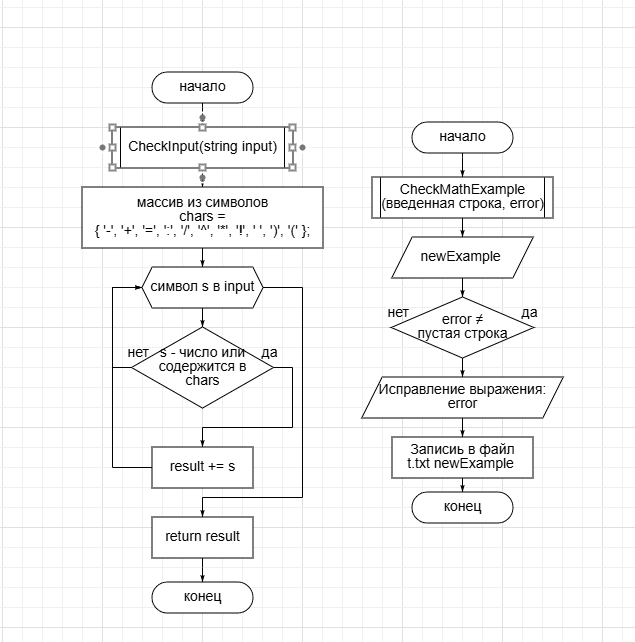 начало
CheckInput(string input)
массив из символов
chars =
{ '-', '+', '=', ':', '/', '^', '*', '!', ' ', ')', '(' };
символ s в input
нет
s - число или
содержится в
chars
да
result += s
return result
конец
начало
CheckMathExample
(введенная строка, error)
newExample
нет
error ≠
пустая строка
да
Исправление выражения:
error
Записиь в файл
t.txt newExample
конец